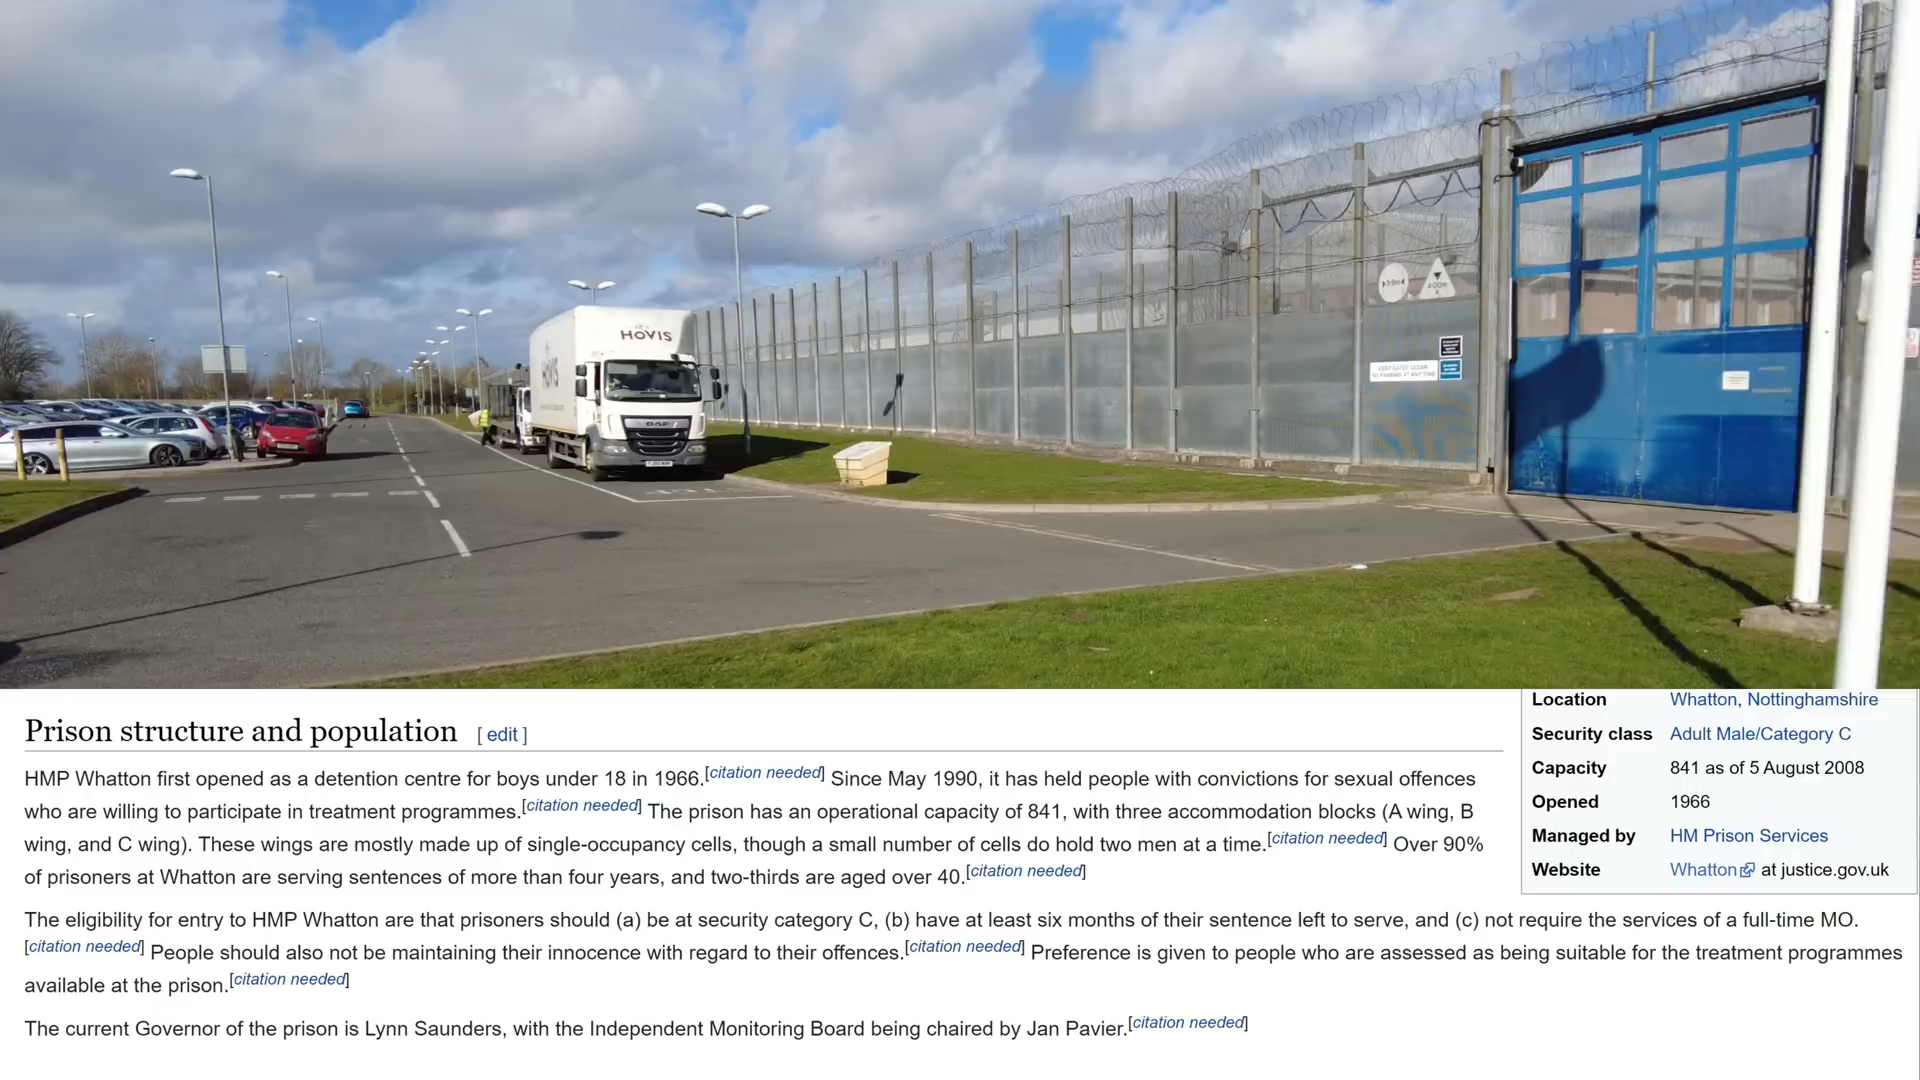 HOVIS
HOVIS
DAF
4.00m
KEEP GATES CLEAR
NO PARKING AT ANY TIME
Prison structure and population [ edit ]
HMP Whatton first opened as a detention centre for boys under 18 in 1966.[citation needed] Since May 1990, it has held people with convictions for sexual offences
who are willing to participate in treatment programmes.[citation needed] The prison has an operational capacity of 841, with three accommodation blocks (A wing, B
wing, and C wing). These wings are mostly made up of single-occupancy cells, though a small number of cells do hold two men at a time.[citation needed] Over 90%
of prisoners at Whatton are serving sentences of more than four years, and two-thirds are aged over 40.[citation needed]
Location Whatton, Nottinghamshire
Security class Adult Male/Category C
Capacity 841 as of 5 August 2008
Opened 1966
Managed by HM Prison Services
Website Whatton at justice.gov.uk
The eligibility for entry to HMP Whatton are that prisoners should (a) be at security category C, (b) have at least six months of their sentence left to serve, and (c) not require the services of a full-time MO.
[citation needed] People should also not be maintaining their innocence with regard to their offences.[citation needed] Preference is given to people who are assessed as being suitable for the treatment programmes
available at the prison.[citation needed]
The current Governor of the prison is Lynn Saunders, with the Independent Monitoring Board being chaired by Jan Pavier.[citation needed]